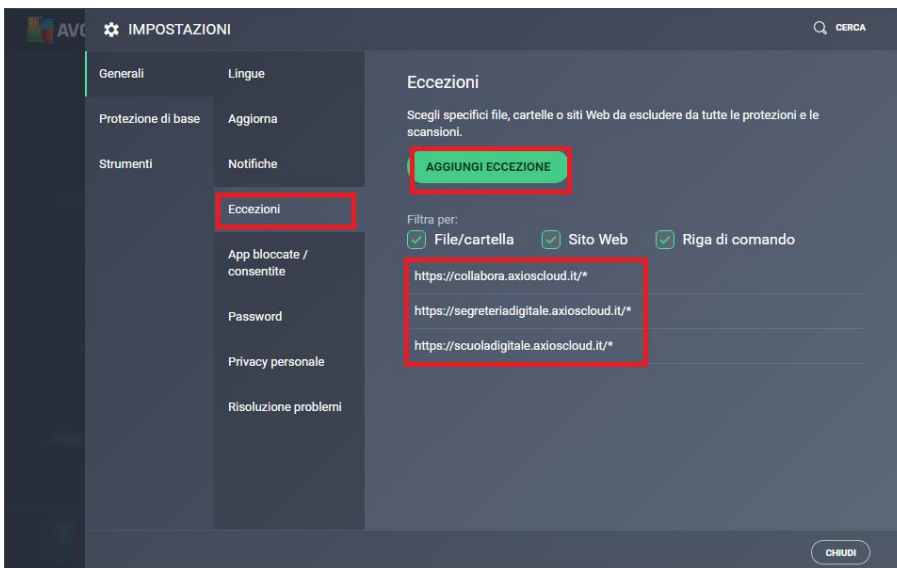 AVG
IMPOSTAZIONI
CERCA
Generali
Protezione di base
Strumenti
Lingue
Aggiorna
Notifiche
Eccezioni
App bloccate /
consentite
Password
Privacy personale
Risoluzione problemi
Eccezioni
Scegli specifici file, cartelle o siti Web da escludere da tutte le protezioni e le
scansioni.
AGGIUNGI ECCEZIONE
Filtra per:
File/cartella Sito Web Riga di comando
https://collabora.axioscloud.it/*
https://segreteriadigitale.axioscloud.it/*
https://scuoladigitale.axioscloud.it/*
CHIUDI